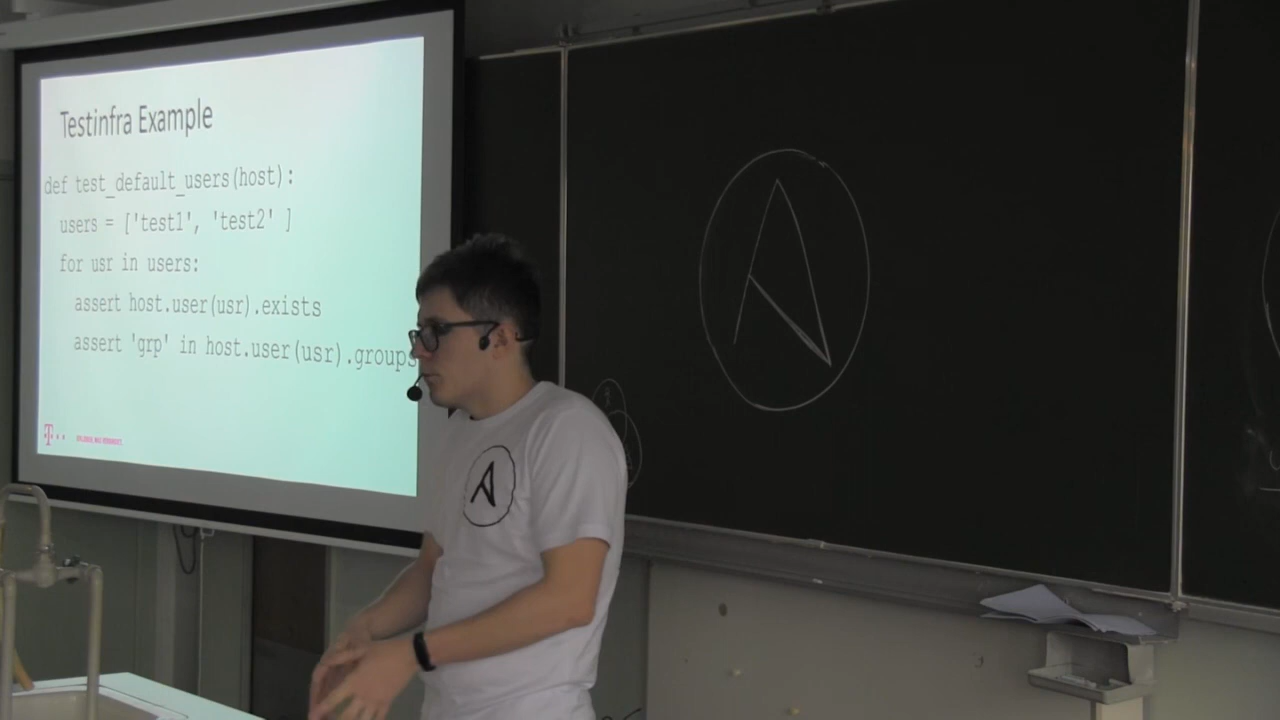 Testinfra Example
def test_default_users(host):
users = ['test1', 'test2' ]
for usr in users:
assert host.user(usr).exists
assert 'grp' in host.user(usr).groups
T
A
A